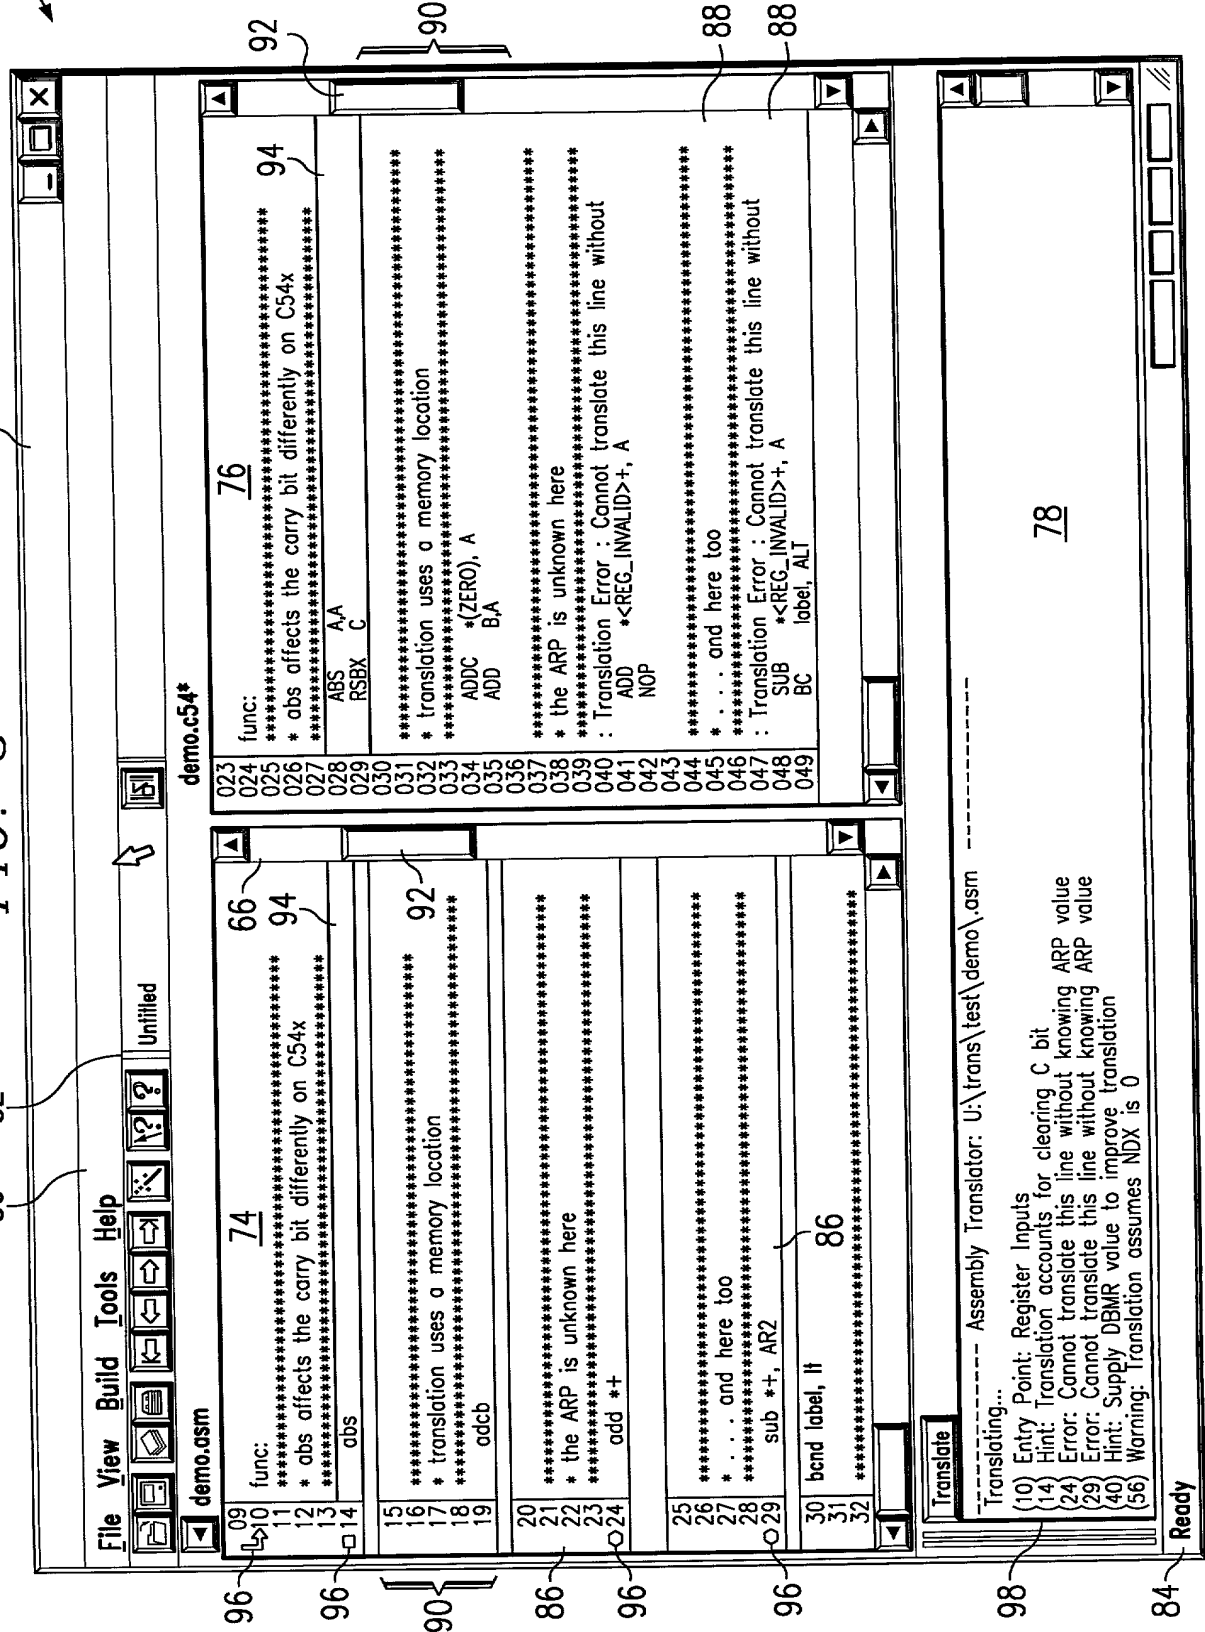 File View Build Tools Help
Untitled
demo.asm
74
66
09
10 func:
11 ************************************************
12 * abs affects the carry bit differently on C54x
13 ************************************************
14 abs
94
15
16 ************************************************
17 * translation uses a memory location
18 ************************************************
19 adcb
92
20
21 ************************************************
22 * the ARP is unknown here
23 ************************************************
24 add *+
25
26 ************************************************
27 * . . . and here too
28 ************************************************
29 sub *+, AR2
86
30 bcnd label, lt
31
32 ************************************************
96
96
90
86
96
96
demo.c54*
76
023
024 func:
025 ************************************************
026 * abs affects the carry bit differently on C54x
027 ************************************************
94
028 ABS A,A
029 RSBX C
030
031 ************************************************
032 * translation uses a memory location
033 ************************************************
034 ADDC *(ZERO), A
035 ADD B,A
036
037 ************************************************
038 * the ARP is unknown here
039 ************************************************
040 : Translation Error : Cannot translate this line without
041 ADD *<REG_INVALID>+, A
042 NOP
043
044 ************************************************
045 * . . . and here too
046 ************************************************
047 : Translation Error : Cannot translate this line without
048 SUB *<REG_INVALID>+, A
049 BC label, ALT
92
90
88
88
Translate
------------- Assembly Translator: U:\trans\test\demo\.asm -------------
Translating...
(10) Entry Point: Register Inputs
(14) Hint: Translation accounts for clearing C bit
(24) Error: Cannot translate this line without knowing ARP value
(29) Error: Cannot translate this line without knowing ARP value
(40) Hint: Supply DBMR value to improve translation
(56) Warning: Translation assumes NDX is 0
78
98
Ready
84